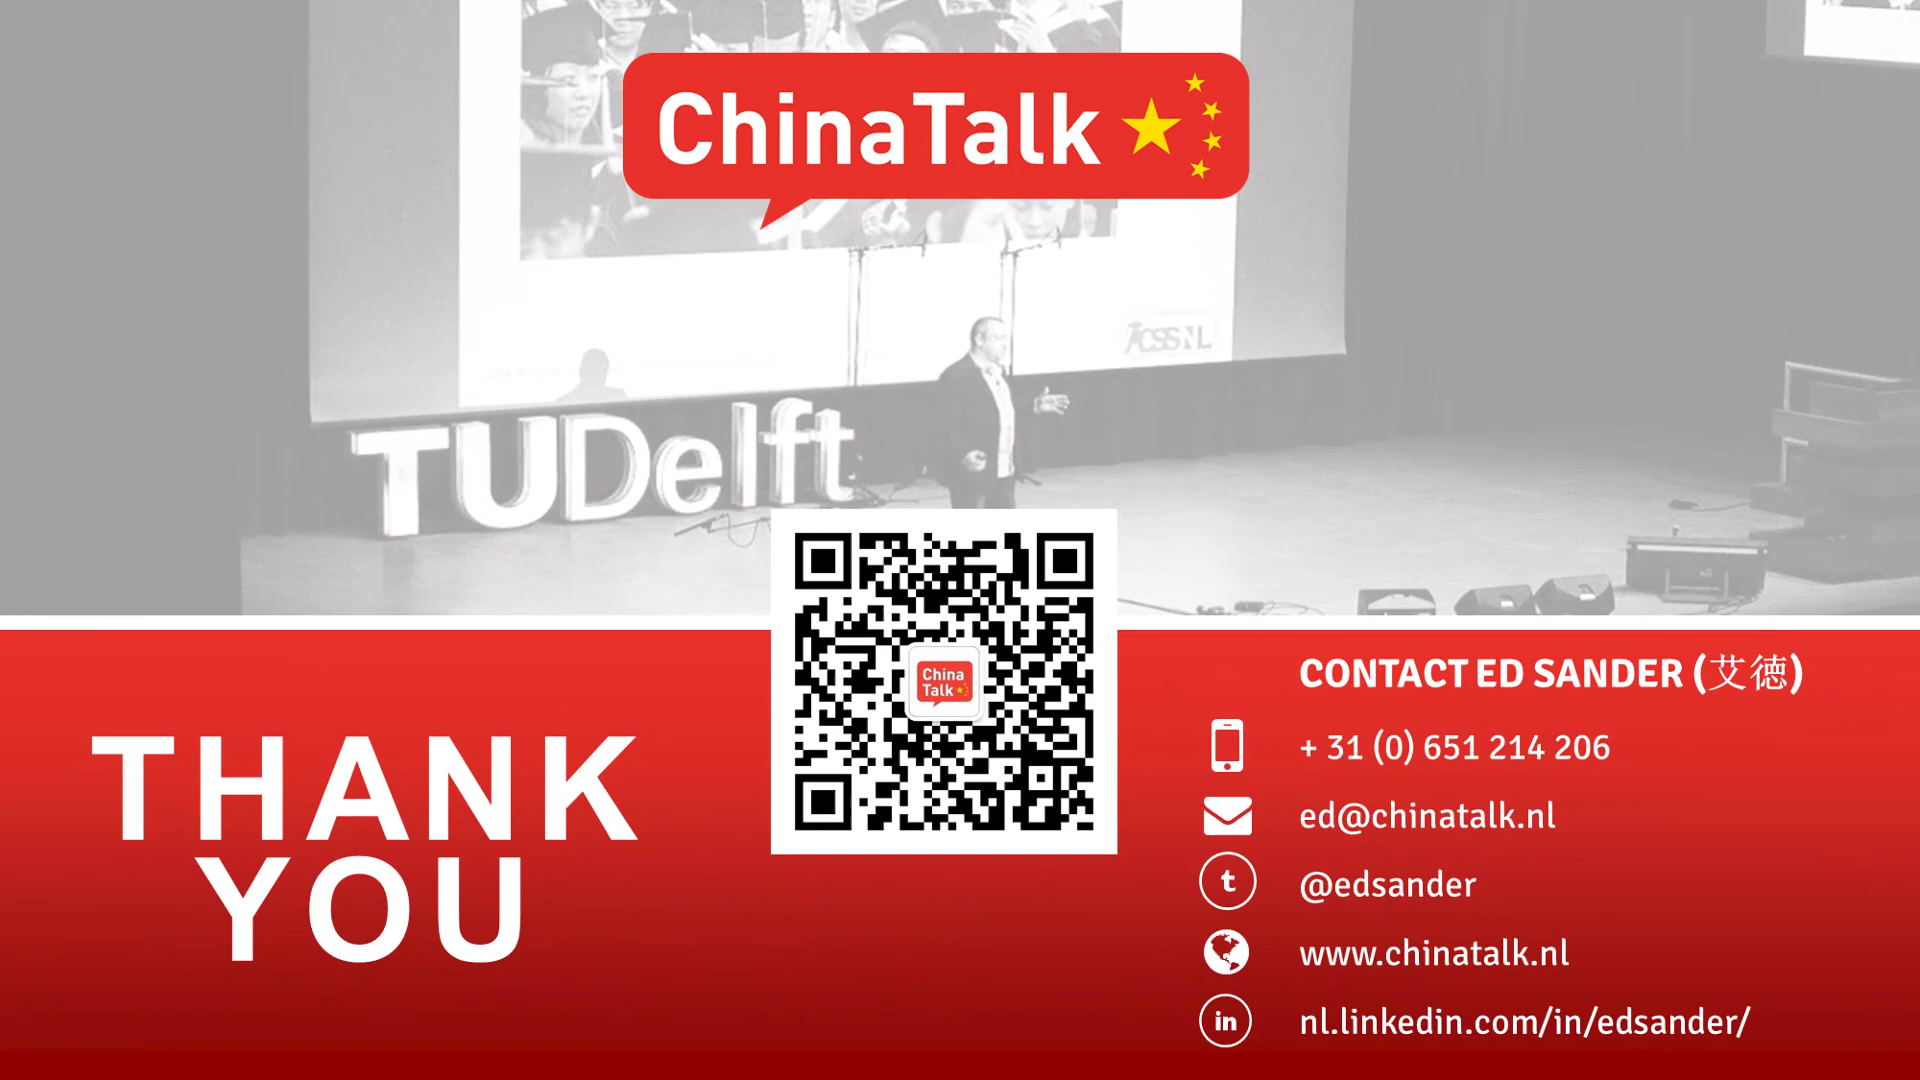 ChinaTalk
ACSSNL
TUDelft
China
Talk
THANK
YOU
CONTACT ED SANDER (艾德)
+ 31 (0) 651 214 206
ed@chinatalk.nl
t
@edsander
www.chinatalk.nl
in
nl.linkedin.com/in/edsander/